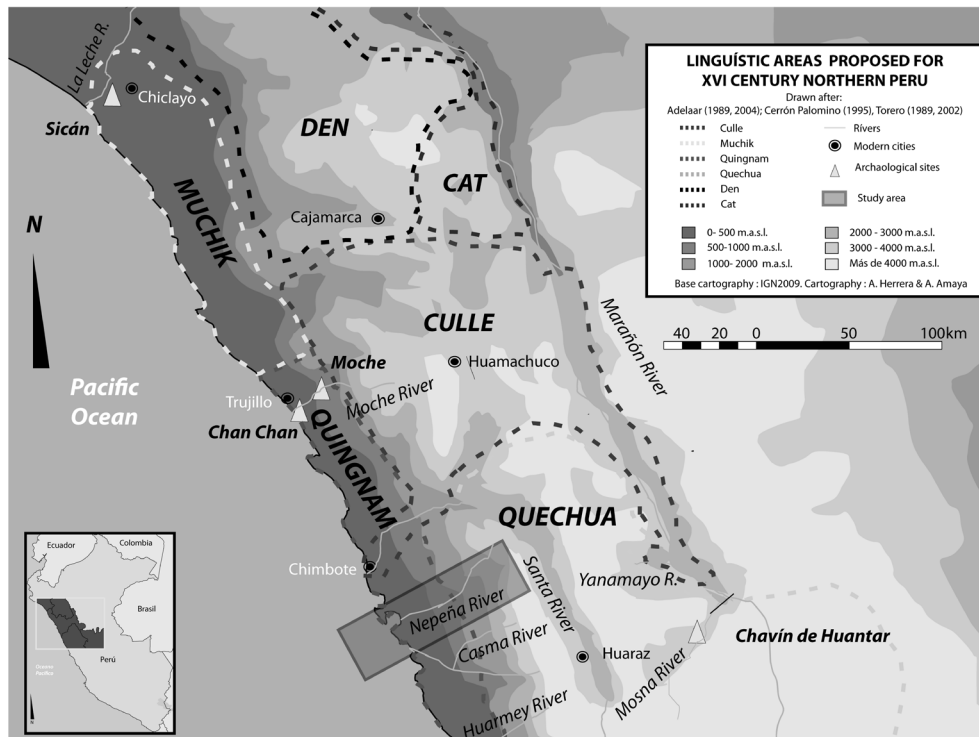 LINGUÍSTIC AREAS PROPOSED FOR
XVI CENTURY NORTHERN PERU
Drawn after:
Adelaar (1989, 2004); Cerrón Palomino (1995), Torero (1989, 2002)
Culle
Muchik
Quingnam
Quechua
Den
Cat
Rívers
Modern cities
Archaological sites
Study area
0- 500 m.a.s.l.
500-1000 m.a.s.l.
1000- 2000 m.a.s.l.
2000 - 3000 m.a.s.l.
3000 - 4000 m.a.s.l.
Más de 4000 m.a.s.l.
Base cartography : IGN2009. Cartography : A. Herrera & A. Amaya
40 20 0 50 100km
La Leche R.
Chiclayo
Sicán
DEN
CAT
MUCHIK
Cajamarca
N
CULLE
Marañón River
Huamachuco
Moche
Moche River
Pacific
Ocean
Trujillo
Chan Chan
QUINGNAM
QUECHUA
Chimbote
Santa River
Yanamayo R.
Nepeña River
Casma River
Chavín de Huantar
Huaraz
Mosna River
Huarmey River
Ecuador
Colombia
Brasil
Perú
Oceano
Pacifico
N